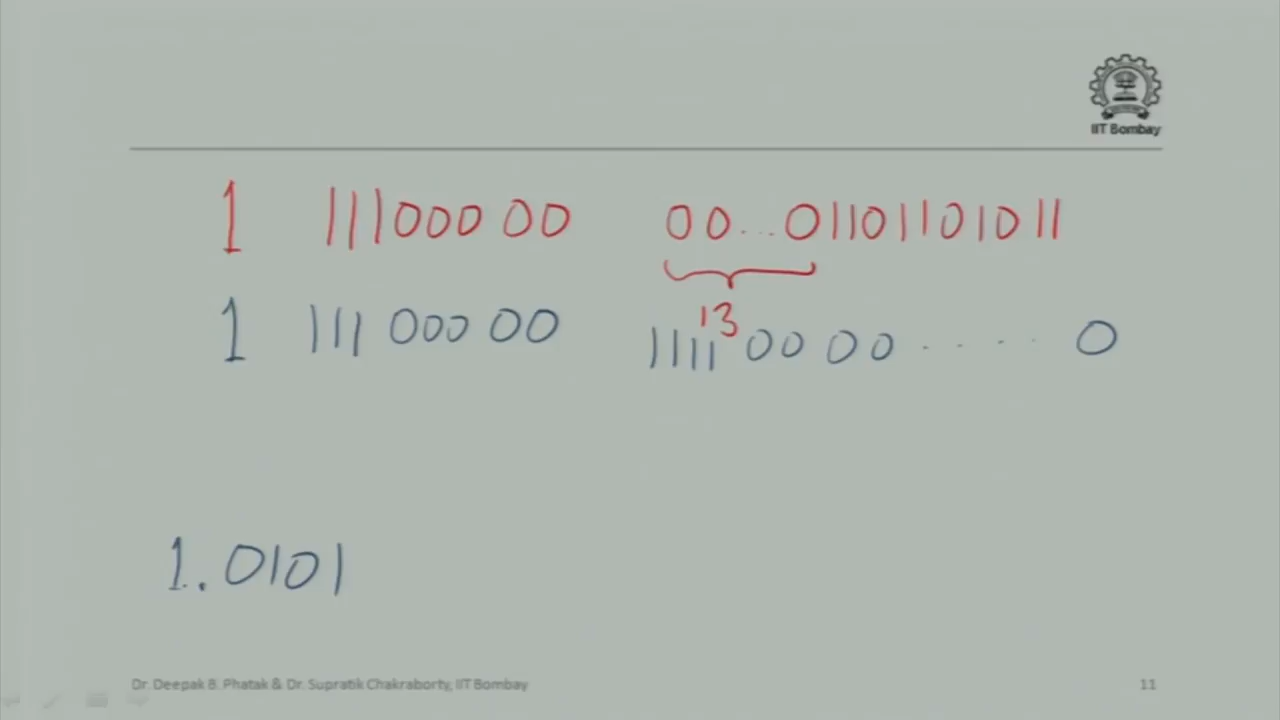 IIT Bombay
1 11100000 00...01101101011
13
1 11100000 11110000....0
1.0101
Dr. Deepak B. Phatak & Dr. Supratik Chakraborty, IIT Bombay 11